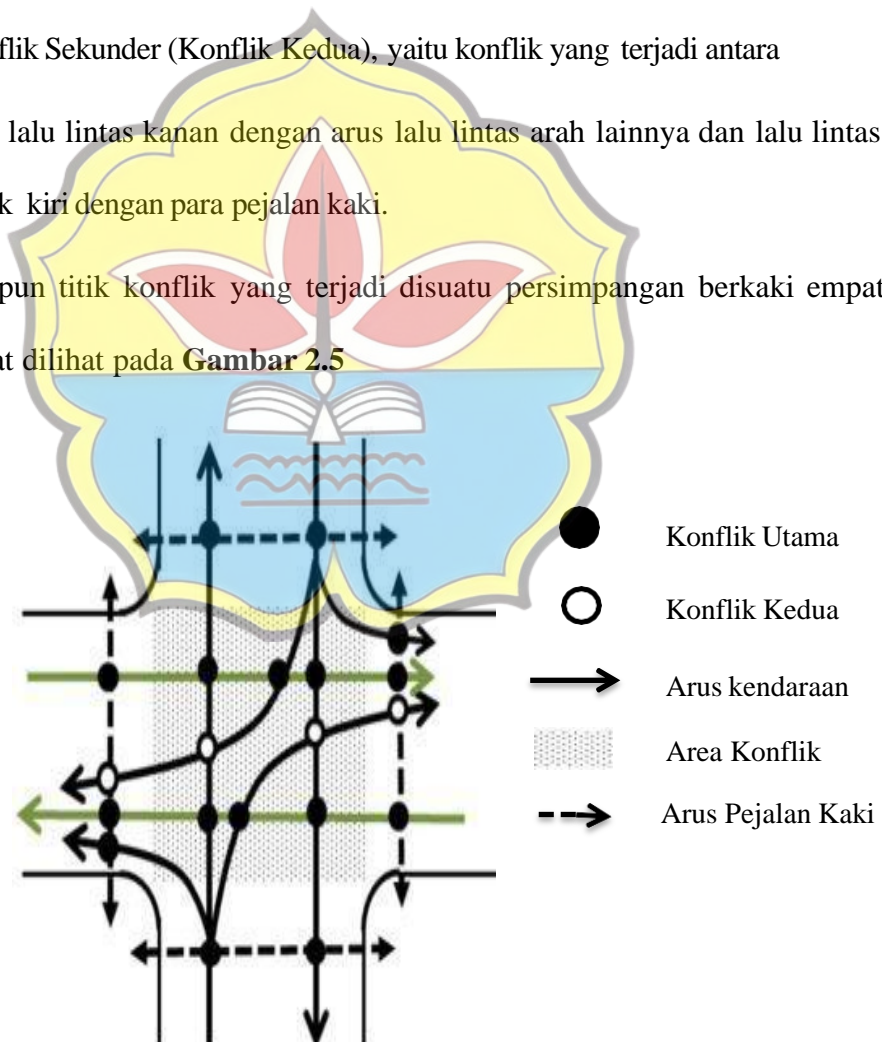 flik Sekunder (Konflik Kedua), yaitu konflik yang terjadi antara
lalu lintas kanan dengan arus lalu lintas arah lainnya dan lalu lintas
k kiri dengan para pejalan kaki.
pun titik konflik yang terjadi disuatu persimpangan berkaki empat
at dilihat pada Gambar 2.5
Konflik Utama
Konflik Kedua
Arus kendaraan
Area Konflik
Arus Pejalan Kaki